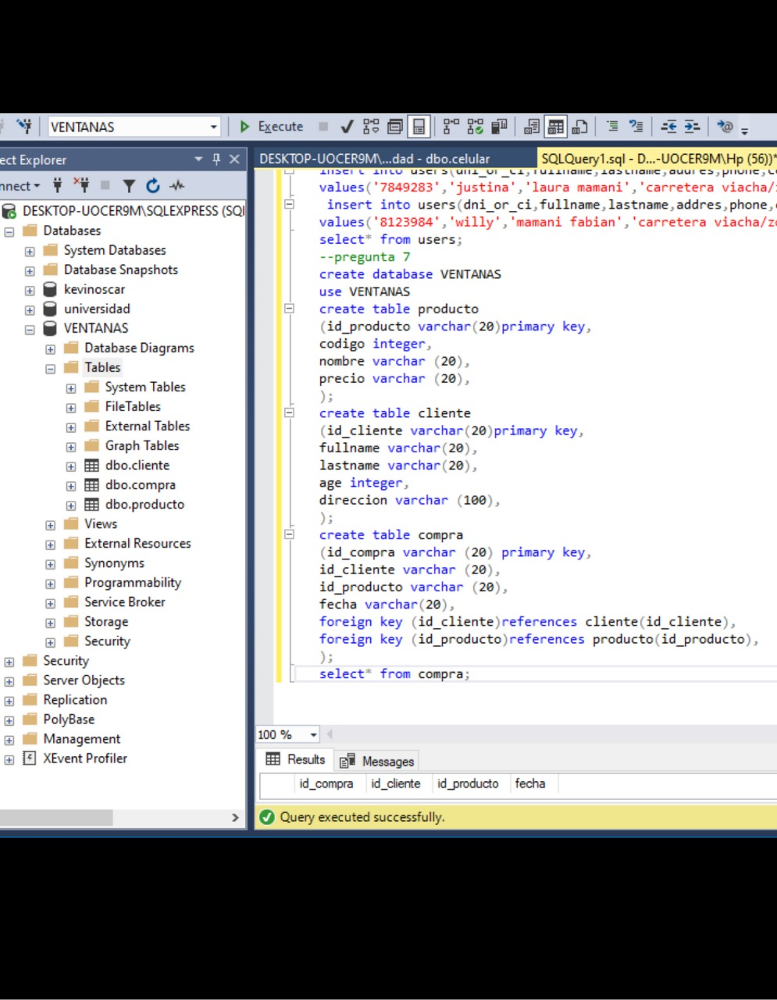 VENTANAS
Execute
ect Explorer
nnect
DESKTOP-UOCER9M\SQLEXPRESS (SQl
Databases
System Databases
Database Snapshots
kevinoscar
universidad
VENTANAS
Database Diagrams
Tables
System Tables
FileTables
External Tables
Graph Tables
dbo.cliente
dbo.compra
dbo.producto
Views
External Resources
Synonyms
Programmability
Service Broker
Storage
Security
Security
Server Objects
Replication
PolyBase
Management
XEvent Profiler
DESKTOP-UOCER9M\...dad - dbo.celular
SQLQuery1.sql - D...-UOCER9M\Hp (56))*
insert into users(dni_or_ci,fullname,lastname,addres,phone,c
values('7849283','justina','laura mamani','carretera viacha/z
insert into users(dni_or_ci,fullname,lastname,addres,phone,
values('8123984','willy','mamani fabian','carretera viacha/z
select* from users;
--pregunta 7
create database VENTANAS
use VENTANAS
create table producto
(id_producto varchar(20)primary key,
codigo integer,
nombre varchar (20),
precio varchar (20),
);
create table cliente
(id_cliente varchar(20)primary key,
fullname varchar(20),
lastname varchar(20),
age integer,
direccion varchar (100),
);
create table compra
(id_compra varchar (20) primary key,
id_cliente varchar (20),
id_producto varchar (20),
fecha varchar(20),
foreign key (id_cliente)references cliente(id_cliente),
foreign key (id_producto)references producto(id_producto),
);
select* from compra;
100 %
Results Messages
id_compra id_cliente id_producto fecha
Query executed successfully.